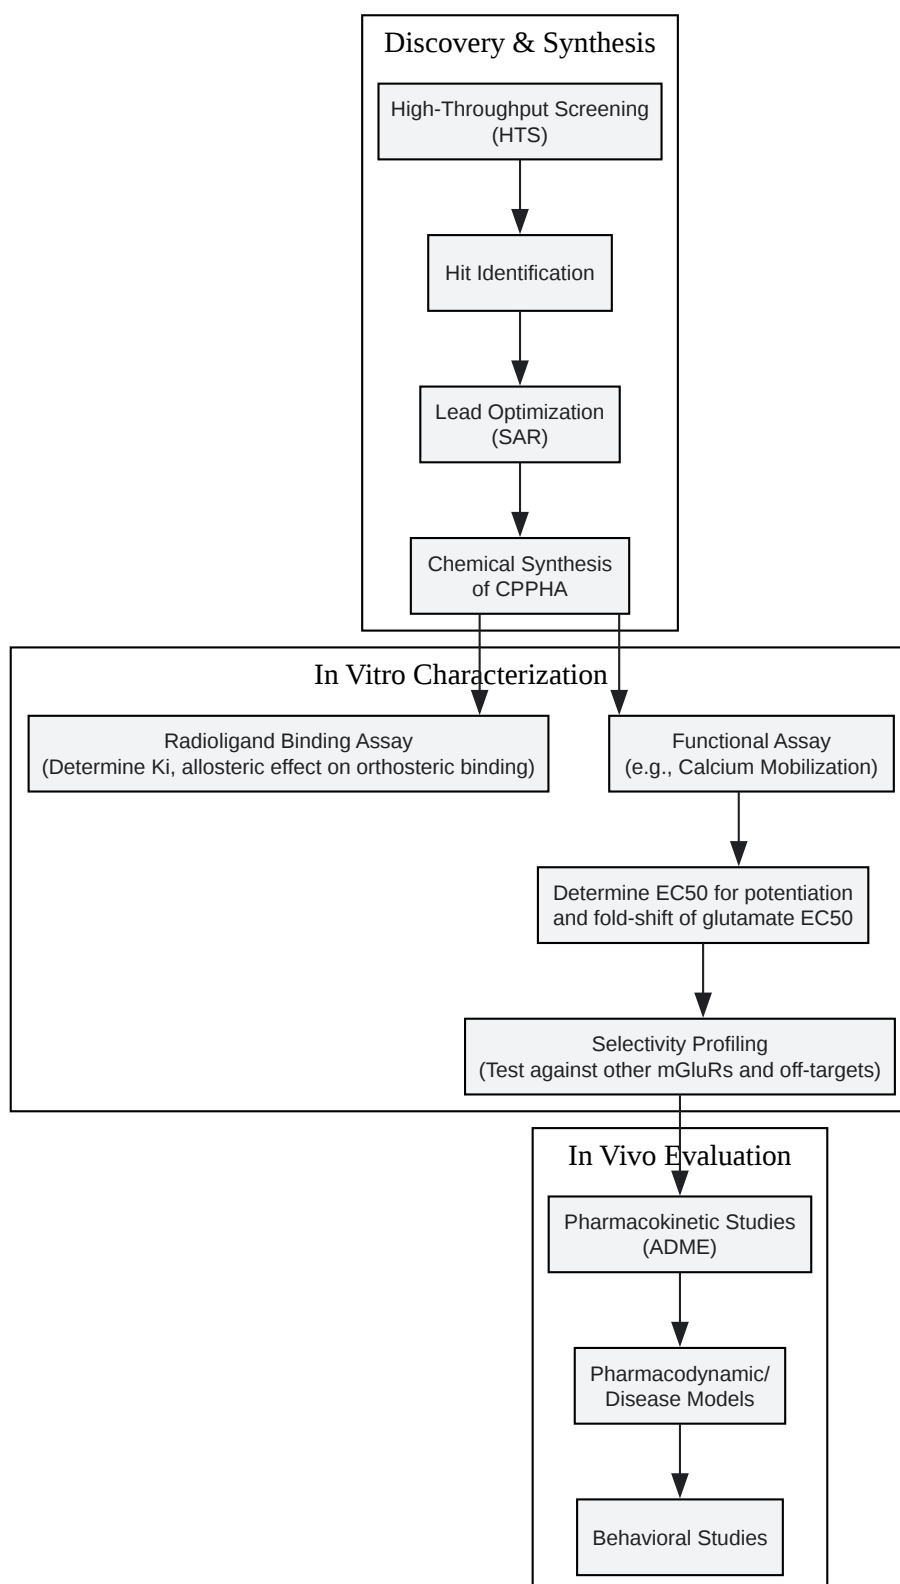 Discovery & Synthesis
High-Throughput Screening
(HTS)
Hit Identification
Lead Optimization
(SAR)
Chemical Synthesis
of CPPHA
In Vitro Characterization
Radioligand Binding Assay
(Determine Ki, allosteric effect on orthosteric binding)
Functional Assay
(e.g., Calcium Mobilization)
Determine EC50 for potentiation
and fold-shift of glutamate EC50
Selectivity Profiling
(Test against other mGluRs and off-targets)
In Vivo Evaluation
Pharmacokinetic Studies
(ADME)
Pharmacodynamic/
Disease Models
Behavioral Studies